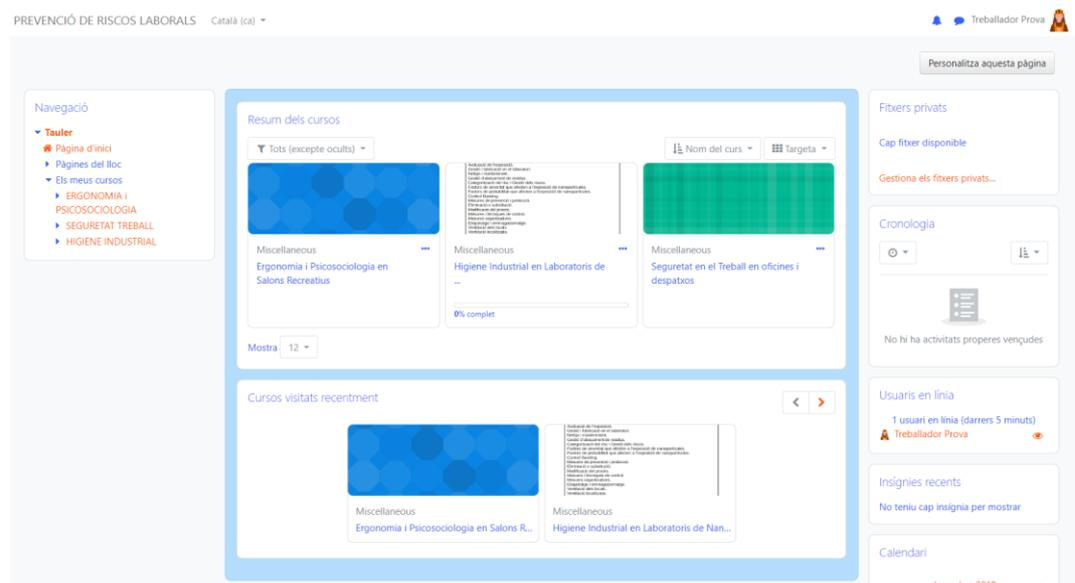 PREVENCIÓ DE RISCOS LABORALS
Català (ca)
Treballador Prova
Personalitza aquesta pàgina
Navegació
Tauler
Pàgina d'inici
Pàgines del lloc
Els meus cursos
ERGONOMIA i
PSICOSOCIOLOGIA
SEGURETAT TREBALL
HIGIENE INDUSTRIAL
Resum dels cursos
Tots (excepte ocults)
Nom del curs
Targeta
Miscellaneous
Ergonomia i Psicosociologia en
Salons Recreatius
Miscellaneous
Higiene Industrial en Laboratoris de
...
0% complet
Miscellaneous
Seguretat en el Treball en oficines i
despatxos
Mostra 12
Cursos visitats recentment
Miscellaneous
Ergonomia i Psicosociologia en Salons R...
Miscellaneous
Higiene Industrial en Laboratoris de Nan...
Fitxers privats
Cap fitxer disponible
Gestiona els fitxers privats...
Cronologia
No hi ha activitats properes vençudes
Usuaris en línia
1 usuari en línia (darrers 5 minuts)
Treballador Prova
Insígnies recents
No teniu cap insígnia per mostrar
Calendari